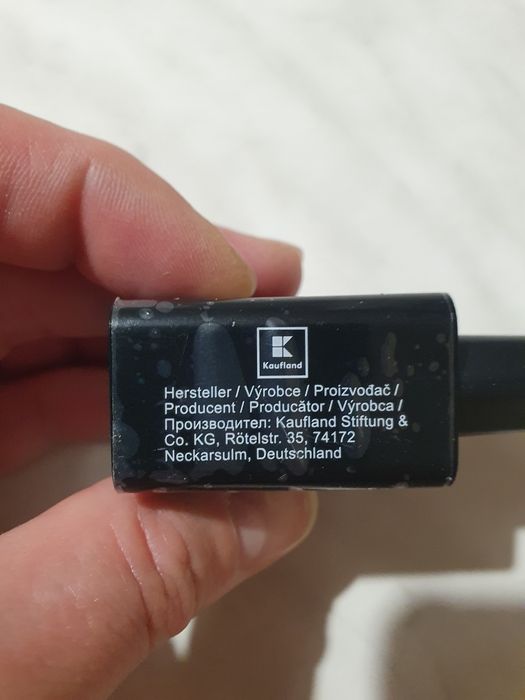 Kaufland
Hersteller / Výrobce / Proizvođač /
Producent / Producător / Výrobca /
Производител: Kaufland Stiftung &
Co. KG, Rötelstr. 35, 74172
Neckarsulm, Deutschland